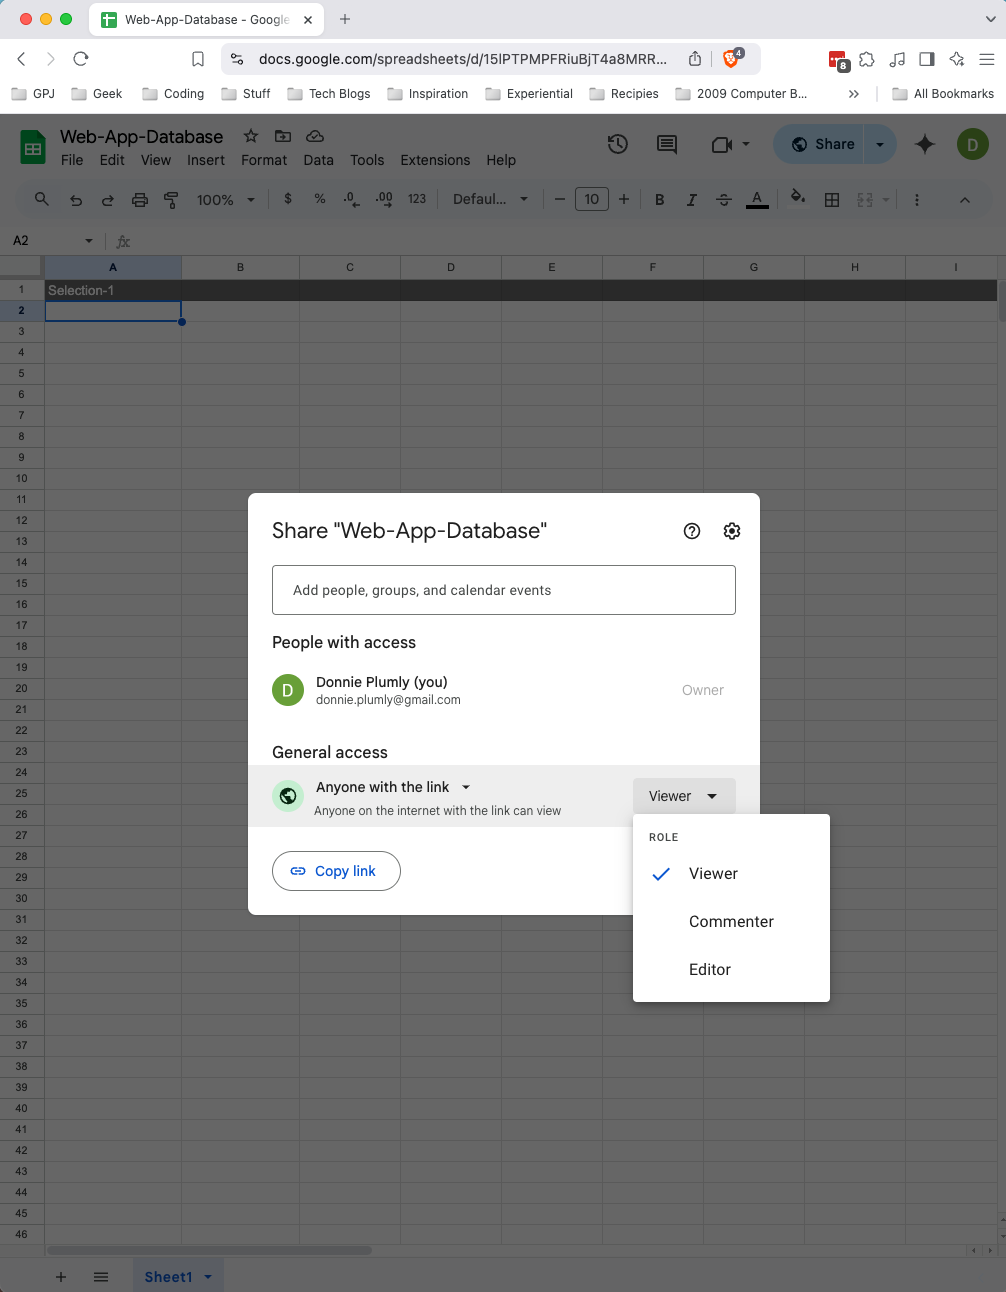 Web-App-Database - Google
docs.google.com/spreadsheets/d/15lPTPMPFRiuBjT4a8MRR...
4
8
GPJ
Geek
Coding
Stuff
Tech Blogs
Inspiration
Experiential
Recipies
2009 Computer B...
All Bookmarks
Web-App-Database
File Edit View Insert Format Data Tools Extensions Help
Share
D
100% $ % .0 .00 123 Defaul... 10 B I S A
A2 fx
A B C D E F G H I
1 Selection-1
2
3
4
5
6
7
8
9
10
11
12
13
14
15
16
17
18
19
20
21
22
23
24
25
26
27
28
29
30
31
32
33
34
35
36
37
38
39
40
41
42
43
44
45
46
Share "Web-App-Database"
Add people, groups, and calendar events
People with access
D
Donnie Plumly (you)
donnie.plumly@gmail.com
Owner
General access
Anyone with the link
Anyone on the internet with the link can view
Viewer
Copy link
ROLE
Viewer
Commenter
Editor
Sheet1